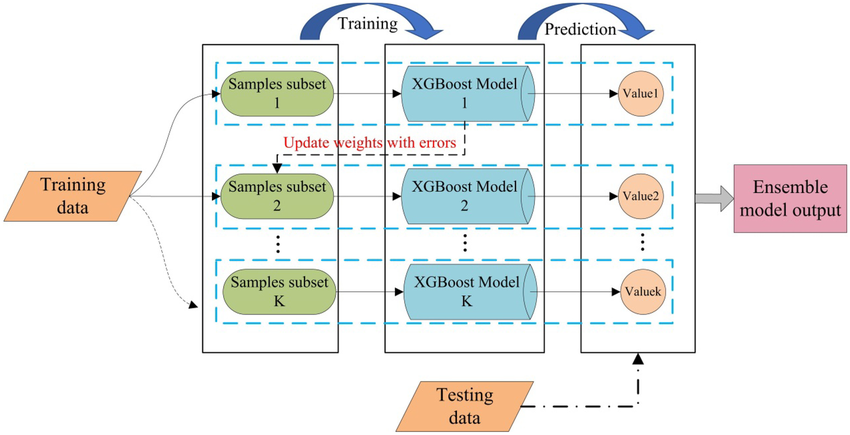 Training
Prediction
Samples subset
1
XGBoost Model
1
Value1
Update weights with errors
Training
data
Samples subset
2
XGBoost Model
2
Value2
Ensemble
model output
Samples subset
K
XGBoost Model
K
Valuek
Testing
data